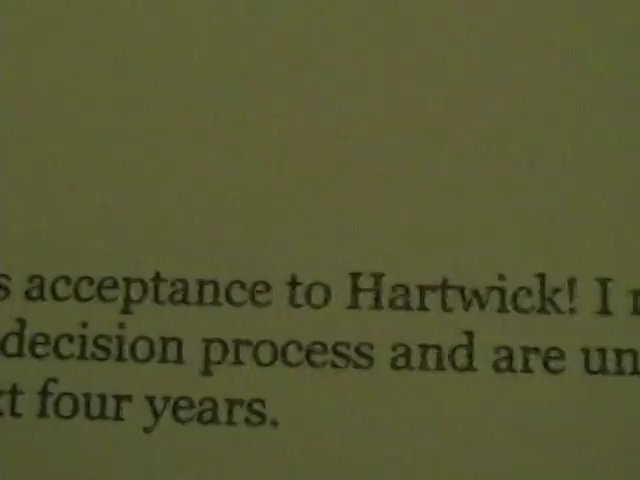 acceptance to Hartwick! I
decision process and are
four years.